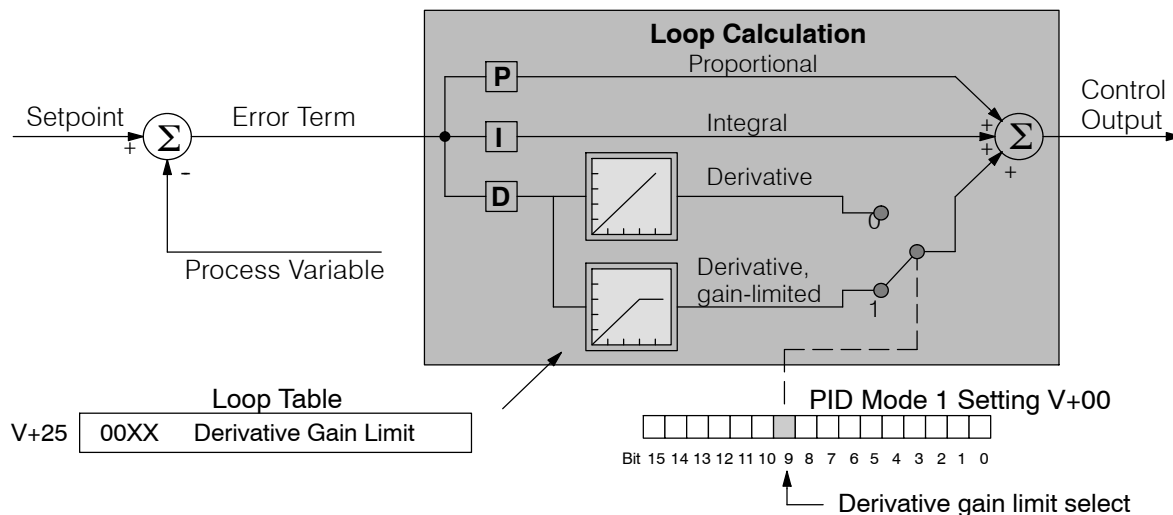 Loop Calculation
Proportional
P
Setpoint
Error Term
Control
Output
Σ
+
-
I
Integral
+
+
+
Σ
D
Derivative
0
Process Variable
Derivative,
gain-limited
1
Loop Table
V+25 00XX Derivative Gain Limit
PID Mode 1 Setting V+00
Bit 15 14 13 12 11 10 9 8 7 6 5 4 3 2 1 0
Derivative gain limit select